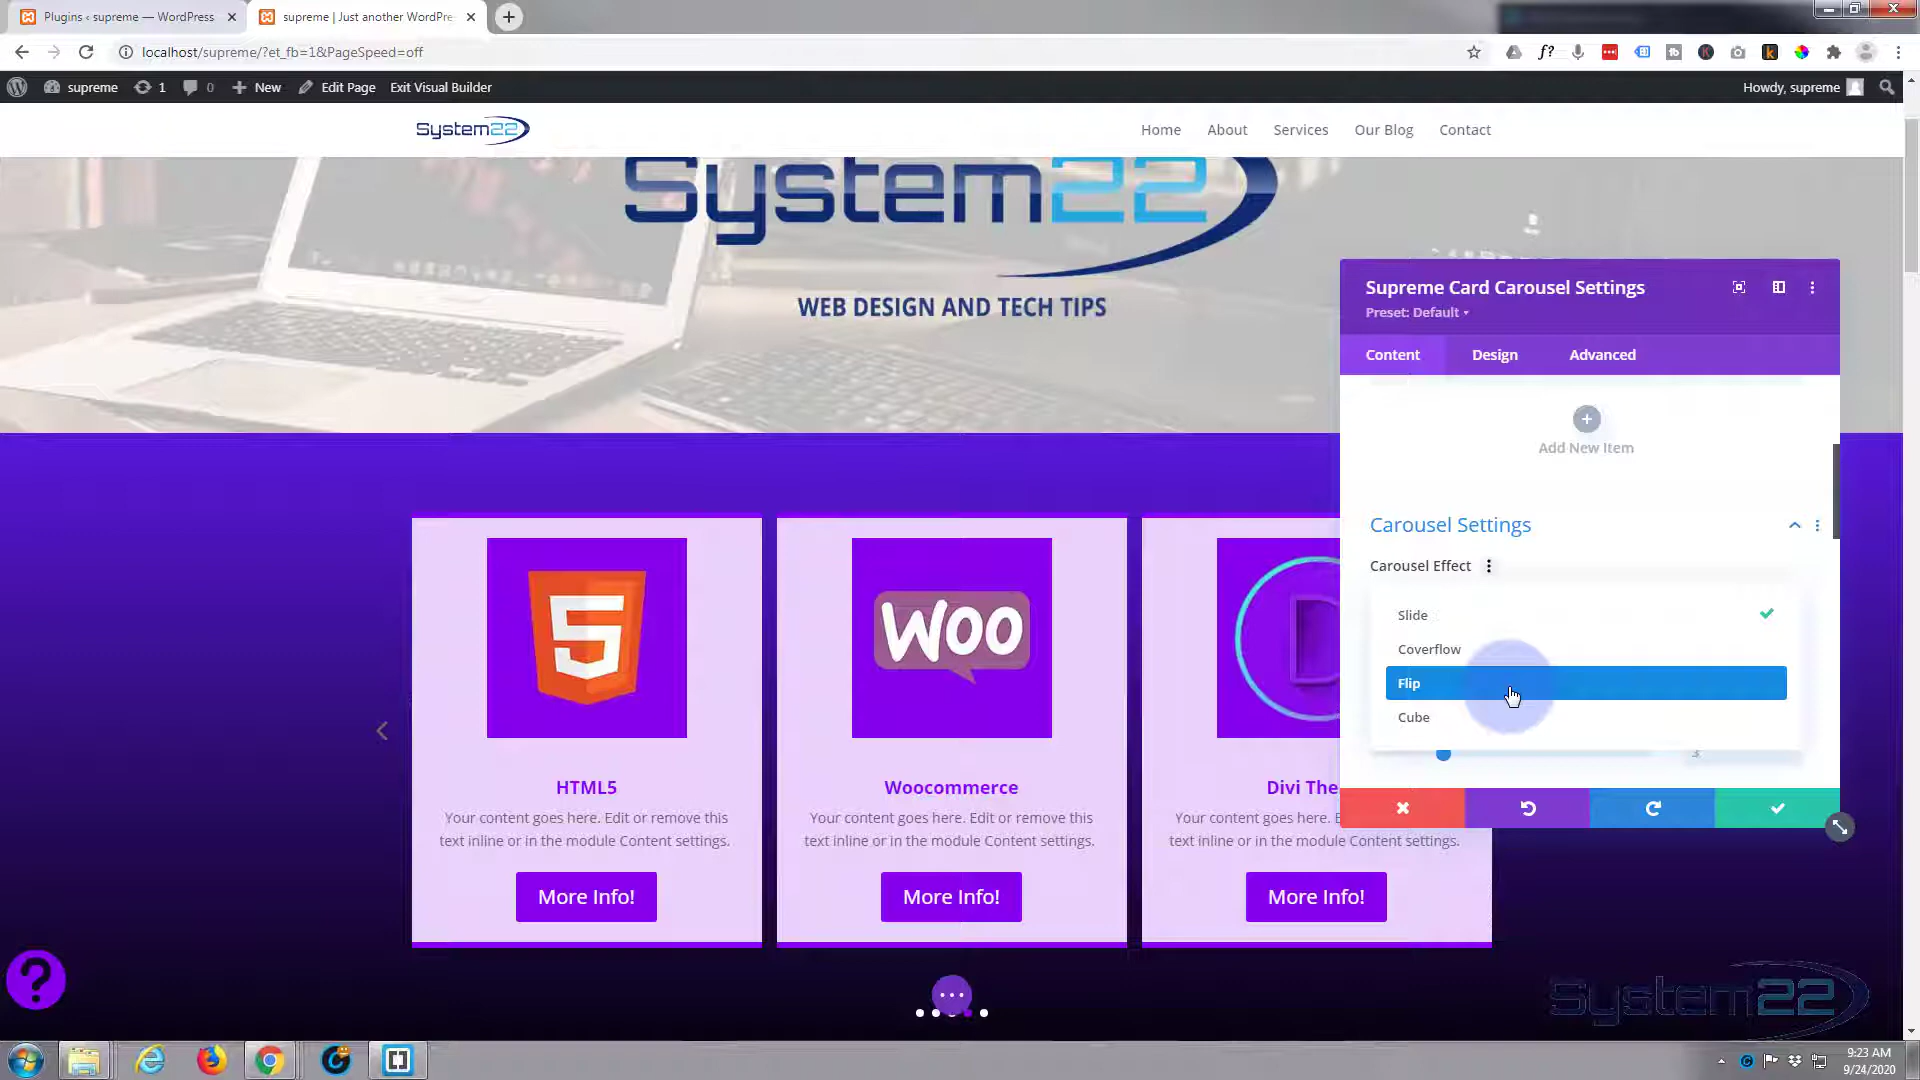 Plugins ‹ supreme — WordPress
supreme | Just another WordPre
localhost/supreme/?et_fb=1&PageSpeed=off
supreme 1 0 New Edit Page Exit Visual Builder
Howdy, supreme
System22
Home About Services Our Blog Contact
System22
WEB DESIGN AND TECH TIPS
Supreme Card Carousel Settings
Preset: Default
Content Design Advanced
Add New Item
Carousel Settings
Carousel Effect
Slide
Coverflow
Flip
Cube
3
5
WOO
D
HTML5
Your content goes here. Edit or remove this
text inline or in the module Content settings.
More Info!
Woocommerce
Your content goes here. Edit or remove this
text inline or in the module Content settings.
More Info!
Divi The
Your content goes here. E
text inline or in the module Content settings.
More Info!
?
System22
9:23 AM
9/24/2020